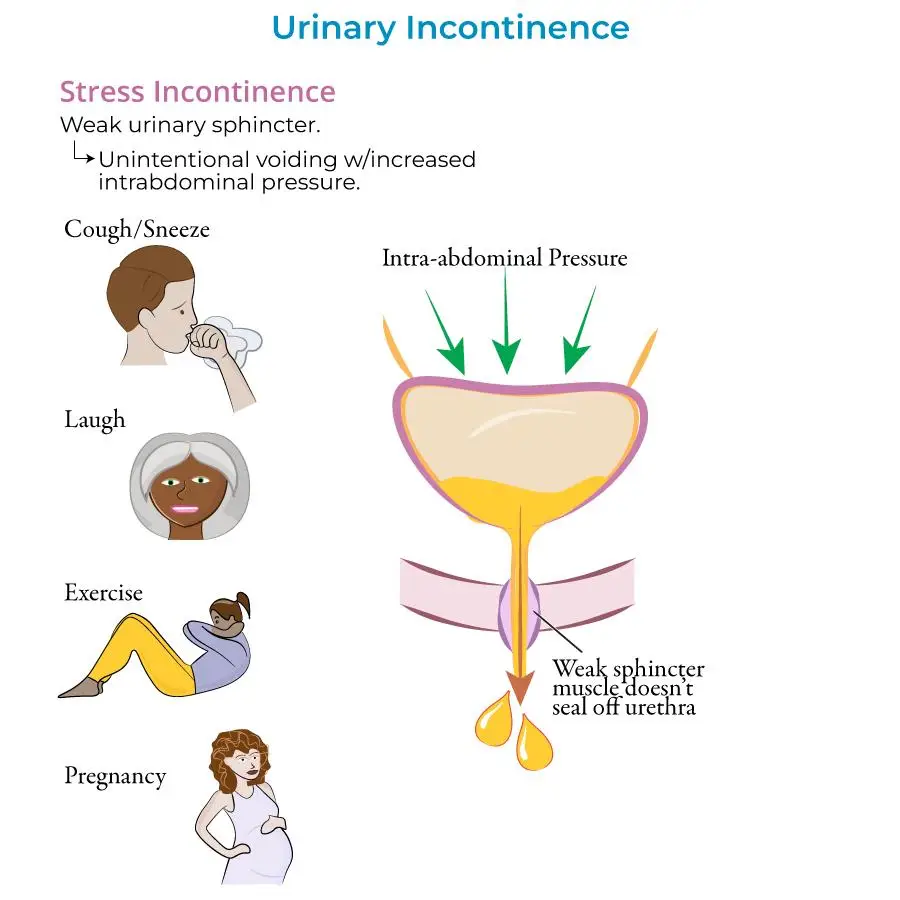 Urinary Incontinence
Stress Incontinence
Weak urinary sphincter.
Unintentional voiding w/increased
intrabdominal pressure.
Cough/Sneeze
Intra-abdominal Pressure
Laugh
Exercise
Weak sphincter
muscle doesn't
seal off urethra
Pregnancy